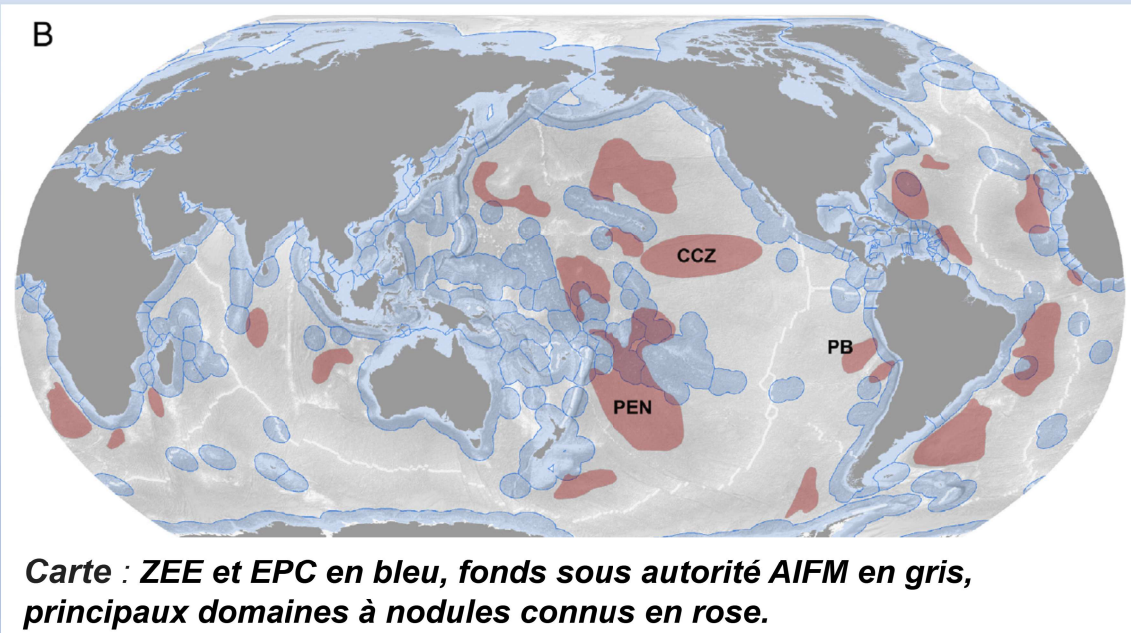 B
CCZ
PB
PEN
Carte : ZEE et EPC en bleu, fonds sous autorité AIFM en gris,
principaux domaines à nodules connus en rose.